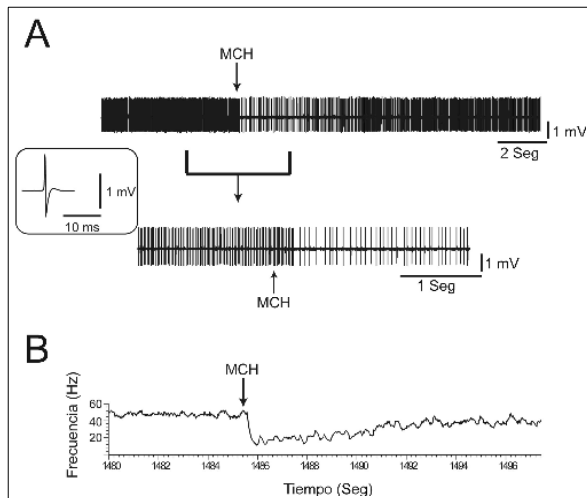 A
MCH
1 mV
2 Seg
1 mV
10 ms
1 mV
1 Seg
MCH
B
MCH
Frecuencia (Hz)
60
40
20
1480 1482 1484 1486 1488 1490 1492 1494 1496
Tiempo (Seg)